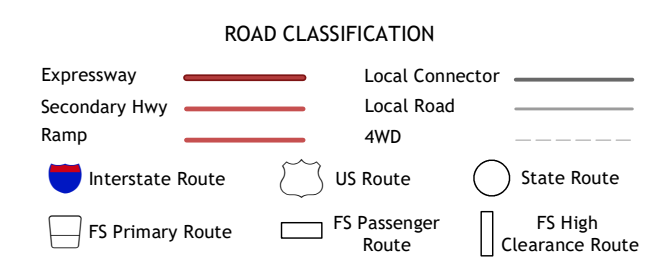 ROAD CLASSIFICATION
Expressway
Local Connector
Secondary Hwy
Local Road
Ramp
4WD
Interstate Route
US Route
State Route
FS Primary Route
FS Passenger
Route
FS High
Clearance Route